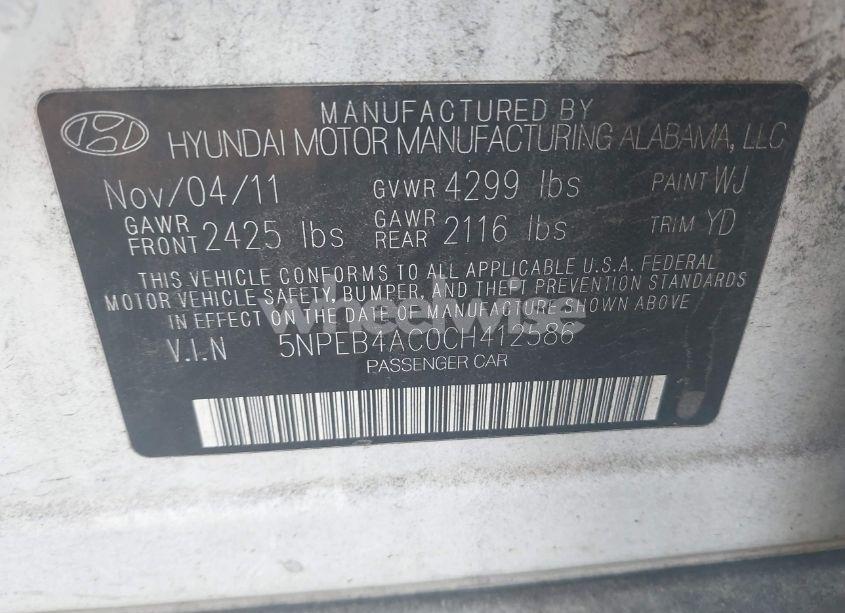 MANUFACTURED BY
HYUNDAI MOTOR MANUFACTURING ALABAMA, LLC
Nov/04/11 GVWR 4299 lbs PAINT WJ
GAWR FRONT 2425 lbs GAWR REAR 2116 lbs TRIM YD
THIS VEHICLE CONFORMS TO ALL APPLICABLE U.S.A. FEDERAL
MOTOR VEHICLE SAFETY, BUMPER, AND THEFT PREVENTION STANDARDS
IN EFFECT ON THE DATE OF MANUFACTURE SHOWN ABOVE
wheelwise
V.I.N 5NPEB4AC0CH412586
PASSENGER CAR